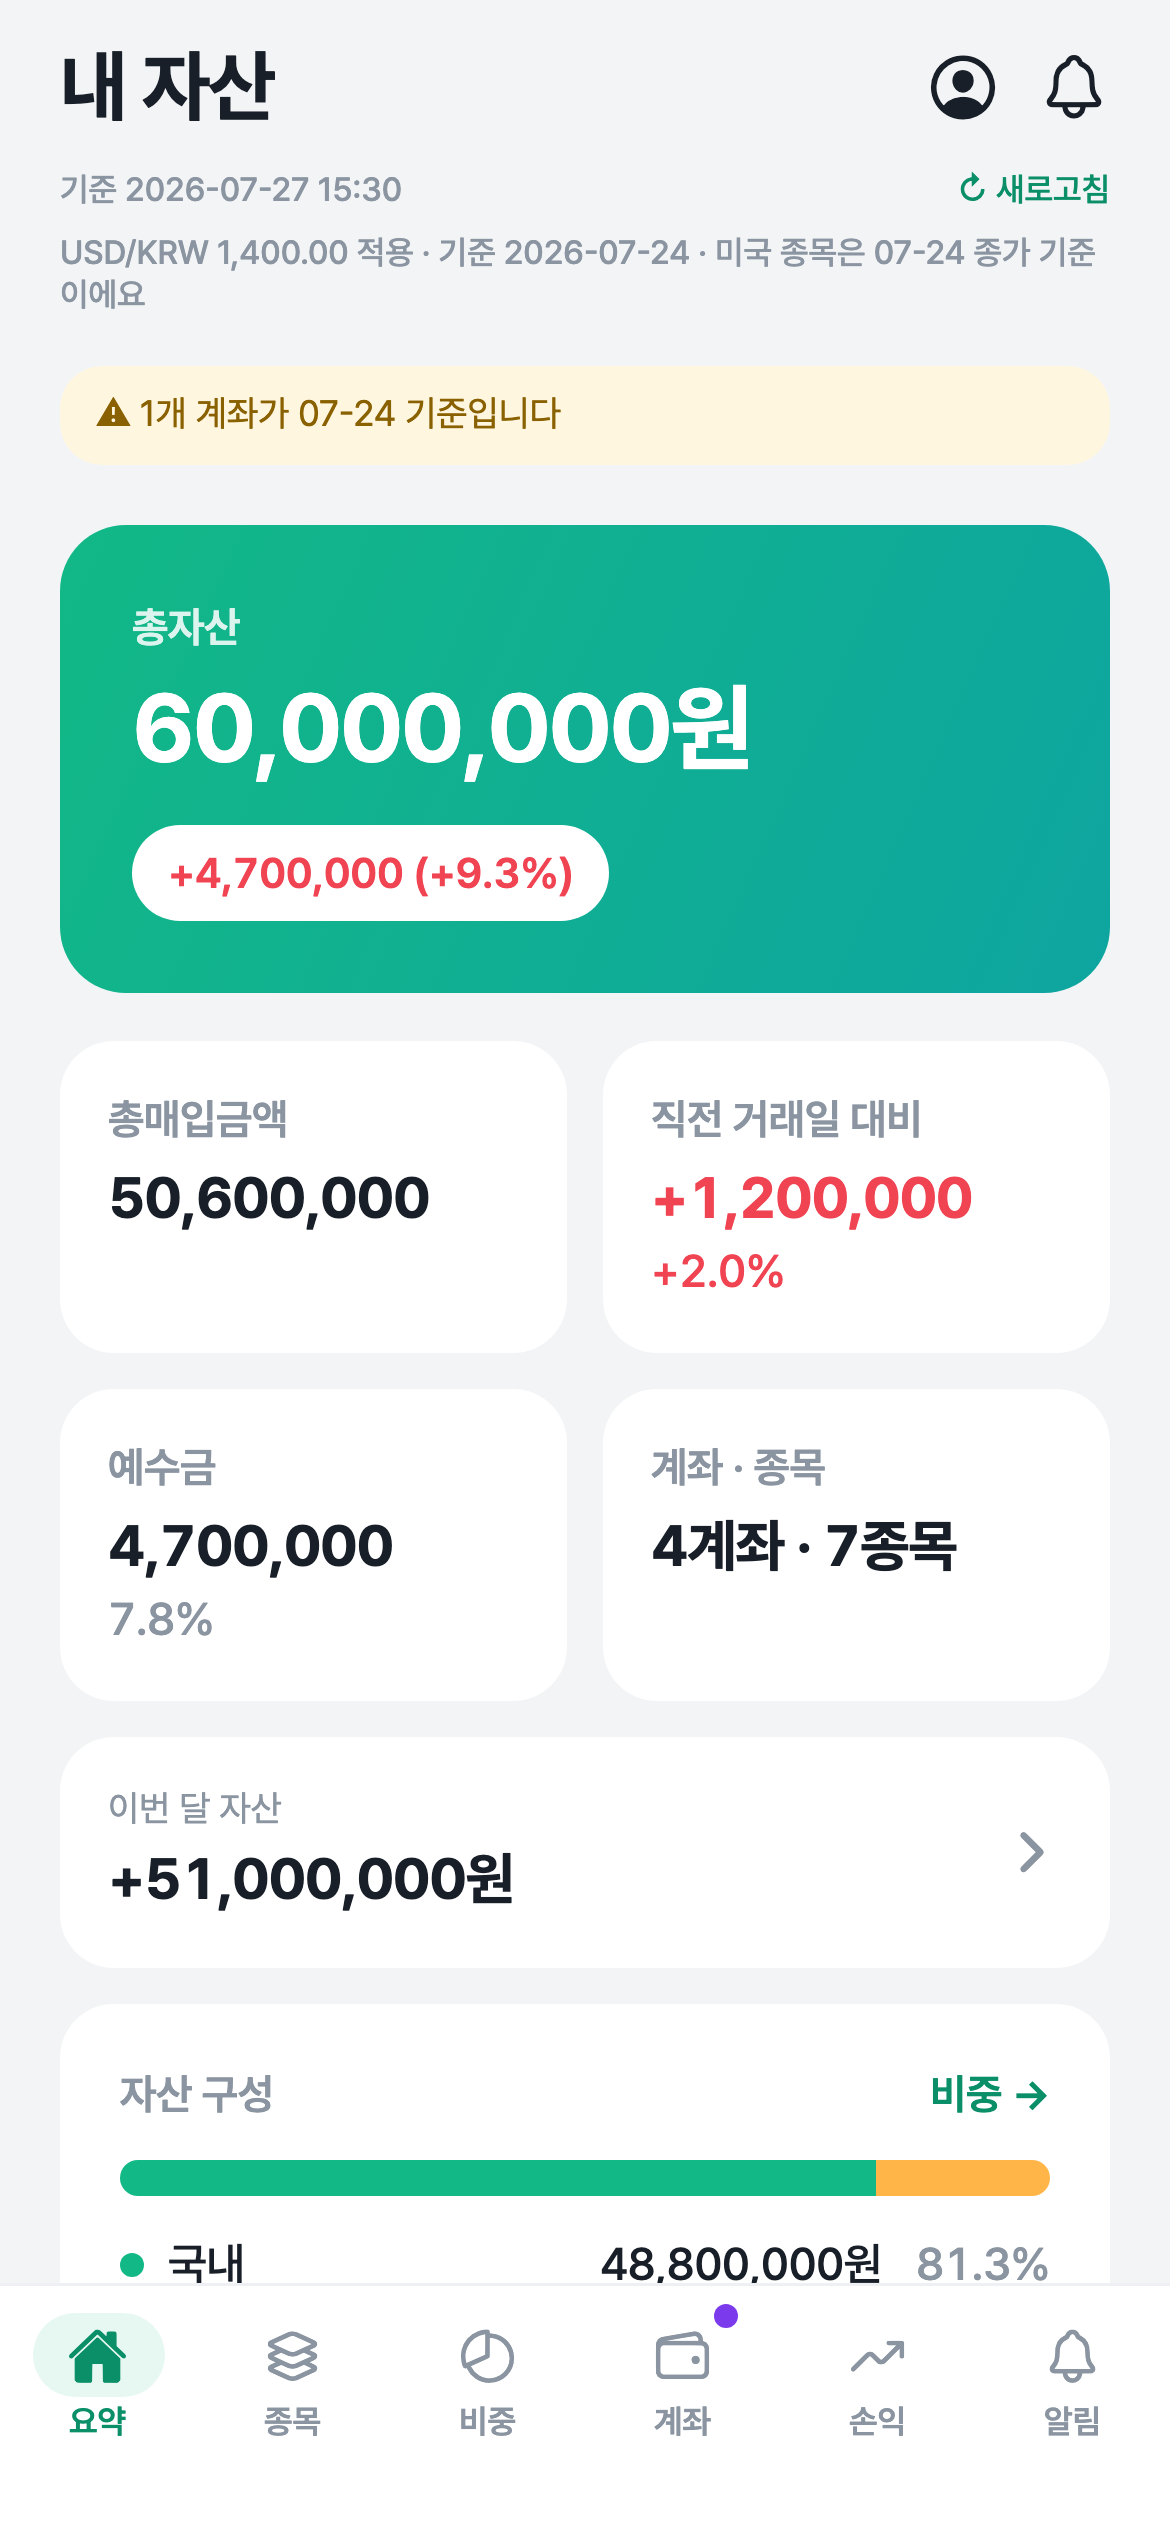 내 자산
기준 2026-07-27 15:30
새로고침
USD/KRW 1,400.00 적용 · 기준 2026-07-24 · 미국 종목은 07-24 종가 기준
이에요
1개 계좌가 07-24 기준입니다
총자산
60,000,000원
+4,700,000 (+9.3%)
총매입금액
50,600,000
직전 거래일 대비
+1,200,000
+2.0%
예수금
4,700,000
7.8%
계좌 · 종목
4계좌 · 7종목
이번 달 자산
+51,000,000원
자산 구성
비중 →
국내 48,800,000원 81.3%
요약 종목 비중 계좌 손익 알림